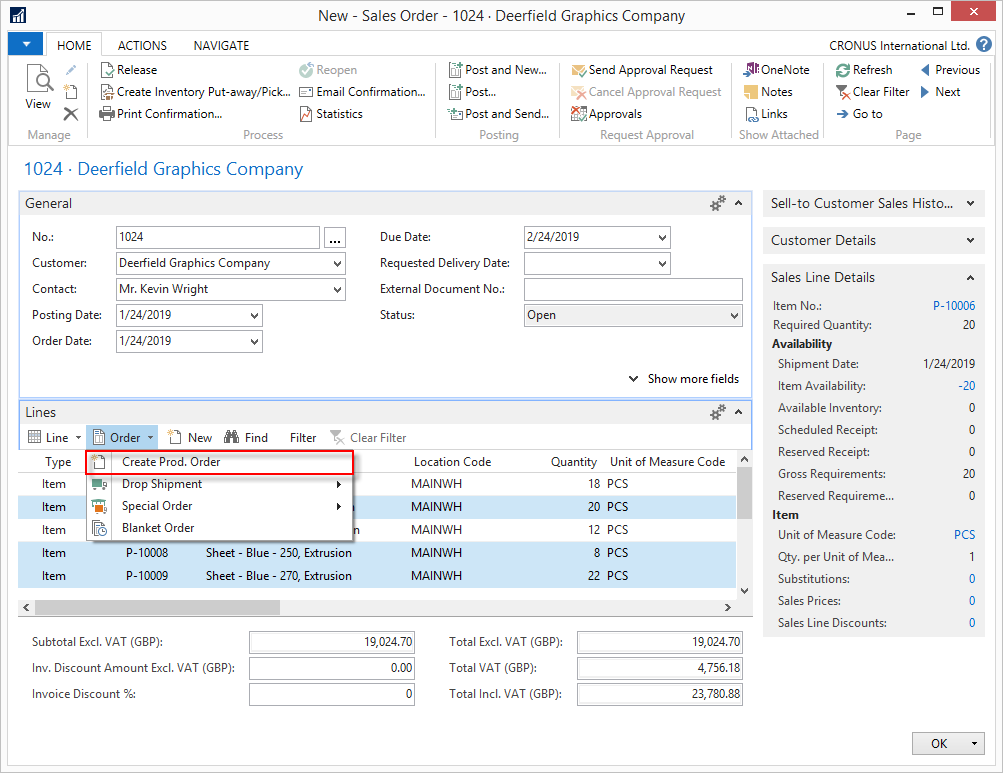 New - Sales Order - 1024 · Deerfield Graphics Company
HOME ACTIONS NAVIGATE CRONUS International Ltd. ?
View
Manage
Release
Create Inventory Put-away/Pick...
Print Confirmation...
Reopen
Email Confirmation...
Statistics
Process
Post and New...
Post...
Post and Send...
Posting
Send Approval Request
Cancel Approval Request
Approvals
Request Approval
OneNote
Notes
Links
Show Attached
Refresh
Clear Filter
Go to
Previous
Next
Page
1024 · Deerfield Graphics Company
General
No.: 1024 ...
Customer: Deerfield Graphics Company
Contact: Mr. Kevin Wright
Posting Date: 1/24/2019
Order Date: 1/24/2019
Due Date: 2/24/2019
Requested Delivery Date:
External Document No.:
Status: Open
Show more fields
Lines
Line Order New Find Filter Clear Filter
Type Location Code Quantity Unit of Measure Code
Create Prod. Order
Drop Shipment
Special Order
Blanket Order
Item MAINWH 18 PCS
Item MAINWH 20 PCS
Item MAINWH 12 PCS
Item P-10008 Sheet - Blue - 250, Extrusion MAINWH 8 PCS
Item P-10009 Sheet - Blue - 270, Extrusion MAINWH 22 PCS
Subtotal Excl. VAT (GBP): 19,024.70
Inv. Discount Amount Excl. VAT (GBP): 0.00
Invoice Discount %: 0
Total Excl. VAT (GBP): 19,024.70
Total VAT (GBP): 4,756.18
Total Incl. VAT (GBP): 23,780.88
Sell-to Customer Sales Histo...
Customer Details
Sales Line Details
Item No.: P-10006
Required Quantity: 20
Availability
Shipment Date: 1/24/2019
Item Availability: -20
Available Inventory: 0
Scheduled Receipt: 0
Reserved Receipt: 0
Gross Requirements: 20
Reserved Requireme... 0
Item
Unit of Measure Code: PCS
Qty. per Unit of Mea... 1
Substitutions: 0
Sales Prices: 0
Sales Line Discounts: 0
OK